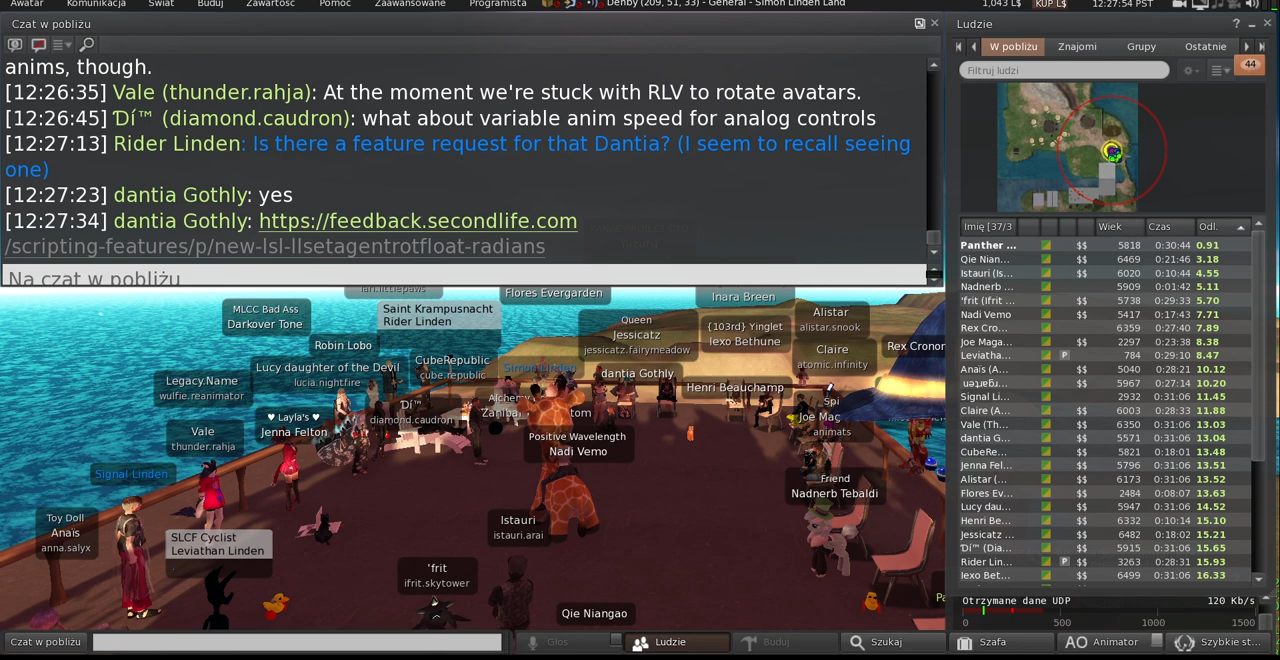 Awatar Komunikacja Świat Buduj Zawartość Pomoc Zaawansowane Programista Denby (209, 51, 33) - General - Simon Linden Land 1,043 L$ KUP L$ 12:27:54 PST
Czat w pobliżu
anims, though.
[12:26:35] Vale (thunder.rahja): At the moment we're stuck with RLV to rotate avatars.
[12:26:45] Ɗí™ (diamond.caudron): what about variable anim speed for analog controls
[12:27:13] Rider Linden: Is there a feature request for that Dantia? (I seem to recall seeing
one)
[12:27:23] dantia Gothly: yes
[12:27:34] dantia Gothly: https://feedback.secondlife.com
/scripting-features/p/new-lsl-llsetagentrotfloat-radians
Na czat w pobliżu
lari.littlepaws
Flores Evergarden
Inara Breen
MLCC Bad Ass
Darkover Tone
Saint Krampusnacht
Rider Linden
Queen
Jessicatz
jessicatz.fairymeadow
{103rd} Yinglet
Iexo Bethune
Alistar
alistar.snook
Robin Lobo
Claire
atomic.infinity
Rex Cronon
CubeRepublic
cube.republic
Lucy daughter of the Devil
lucia.nightfire
Simon Linden
dantia Gothly
Legacy.Name
wulfie.reanimator
Henri Beauchamp
Alchemy
Zaniba
tom
Ɗí™
diamond.caudron
Spi
Joe Mag
animats
♥ Layla's ♥
Jenna Felton
Vale
thunder.rahja
Positive Wavelength
Nadi Vemo
Signal Linden
Friend
Nadnerb Tebaldi
Toy Doll
Anaïs
anna.salyx
Istauri
istauri.arai
SLCF Cyclist
Leviathan Linden
'frit
ifrit.skytower
Qie Niangao
Pa
Czat w pobliżu
Głos
Ludzie
Buduj
Szukaj
Ludzie ?
W pobliżu Znajomi Grupy Ostatnie
Filtruj ludzi
44
Imię [37/3 Wiek Czas Odl.
Panther ... $$ 5818 0:30:44 0.91
Qie Nian... $$ 6469 0:21:46 3.18
Istauri (Is... $$ 6020 0:10:44 4.55
Nadnerb ... 5909 0:01:42 5.11
'frit (Ifrit ... $$ 5738 0:29:33 5.70
Nadi Vemo $$ 5417 0:17:43 7.71
Rex Cro... 6359 0:27:40 7.89
Joe Maga... $$ 2297 0:23:38 8.38
Leviatha... P 784 0:29:10 8.47
Anaïs (A... $$ 5040 0:28:21 10.12
$$ 5967 0:27:14 10.20
Signal Li... 2932 0:31:06 11.45
Claire (A... $$ 6003 0:28:33 11.88
Vale (Th... $$ 6350 0:31:06 13.03
dantia G... $$ 5571 0:31:06 13.04
CubeRe... $$ 5821 0:18:01 13.48
Jenna Fel... $$ 5796 0:31:06 13.51
Alistar (... $$ 6173 0:31:06 13.52
Flores Ev... $$ 2484 0:08:07 13.63
Lucy dau... $$ 5947 0:31:06 14.52
Henri Be... $$ 6332 0:10:14 15.10
Jessicatz ... $$ 6482 0:18:02 15.21
Ɗí™ (Dia... $$ 5915 0:31:06 15.65
Rider Lin... P $$ 3263 0:28:31 15.93
Iexo Bet... $$ 6499 0:31:06 16.33
Otrzymane dane UDP 120 Kb/s
0 500 1000 1500
Szafa
AO Animator
Szybkie st...